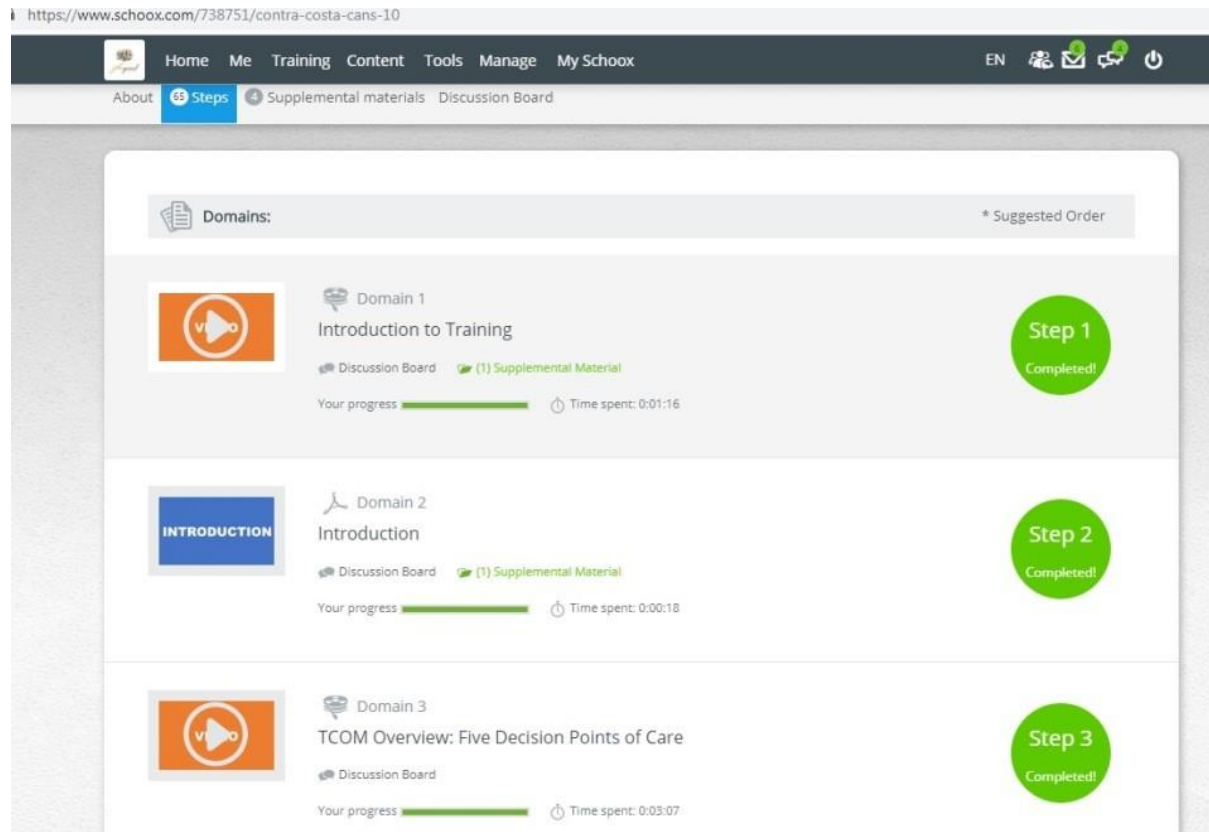 https://www.schoox.com/738751/contra-costa-cans-10
Home Me Training Content Tools Manage My Schoox EN
About 65 Steps 4 Supplemental materials Discussion Board
Domains: * Suggested Order
Domain 1
Introduction to Training
Discussion Board (1) Supplemental Material
Your progress Time spent: 0:01:16
Step 1
Completed!
INTRODUCTION
Domain 2
Introduction
Discussion Board (1) Supplemental Material
Your progress Time spent: 0:00:18
Step 2
Completed!
Domain 3
TCOM Overview: Five Decision Points of Care
Discussion Board
Your progress Time spent: 0:03:07
Step 3
Completed!